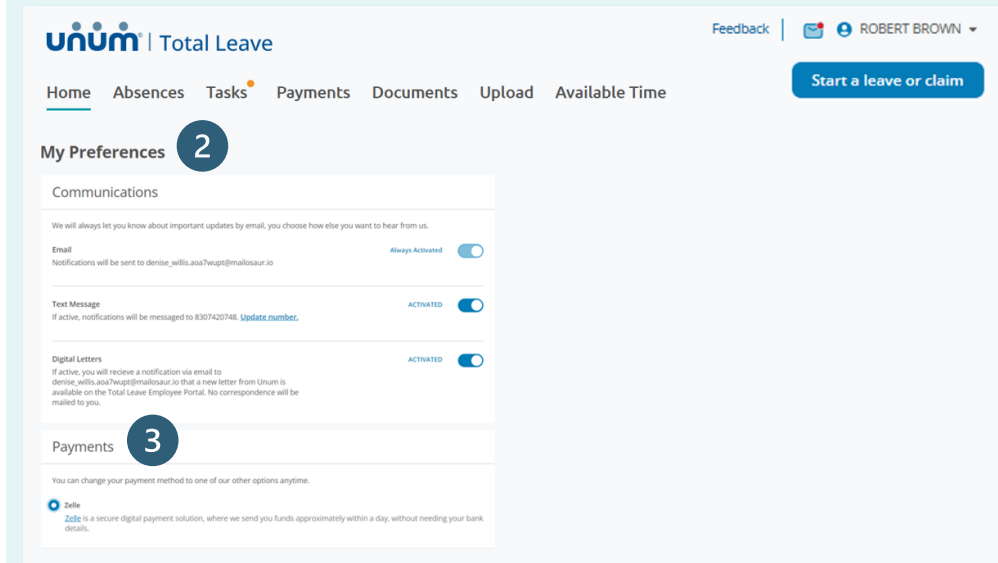 unum | Total Leave
Feedback
ROBERT BROWN
Start a leave or claim
Home Absences Tasks Payments Documents Upload Available Time
My Preferences
2
Communications
We will always let you know about important updates by email, you choose how else you want to hear from us.
Email
Always Activated
Notifications will be sent to denise_willis.aoa7wupt@mailosaur.io
Text Message
ACTIVATED
If active, notifications will be messaged to 8307420748. Update number.
Digital Letters
ACTIVATED
If active, you will recieve a notification via email to
denise_willis.aoa7wupt@mailosaur.io that a new letter from Unum is
available on the Total Leave Employee Portal. No correspondence will be
mailed to you.
Payments
3
You can change your payment method to one of our other options anytime.
Zelle
Zelle is a secure digital payment solution, where we send you funds approximately within a day, without needing your bank
details.